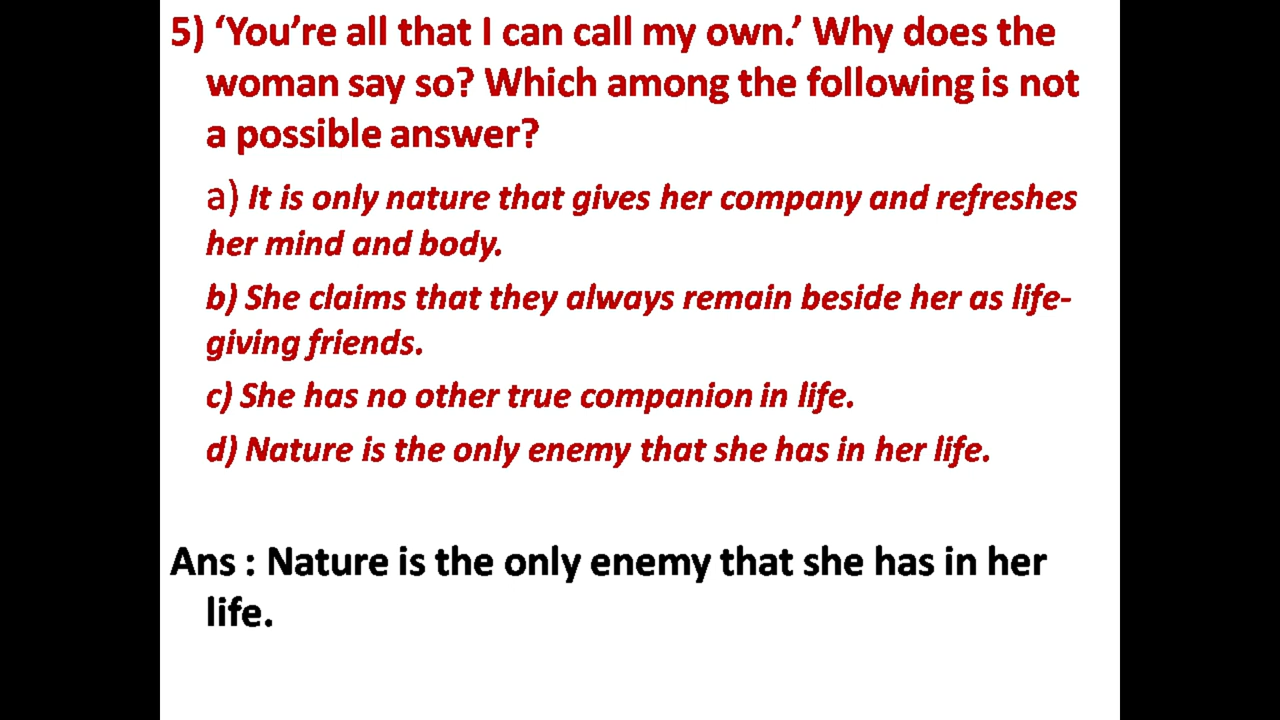 5) ‘You’re all that I can call my own.’ Why does the
woman say so? Which among the following is not
a possible answer?
a) It is only nature that gives her company and refreshes
her mind and body.
b) She claims that they always remain beside her as life-
giving friends.
c) She has no other true companion in life.
d) Nature is the only enemy that she has in her life.
Ans : Nature is the only enemy that she has in her
life.